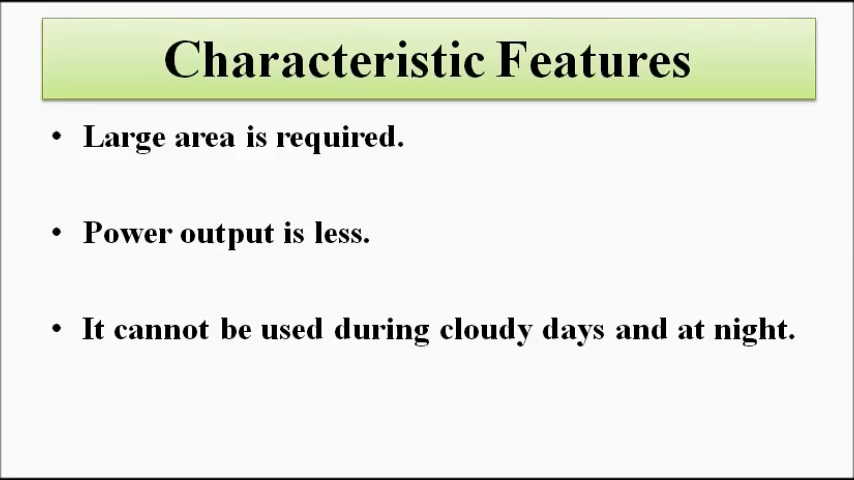 Characteristic Features
• Large area is required.
• Power output is less.
• It cannot be used during cloudy days and at night.